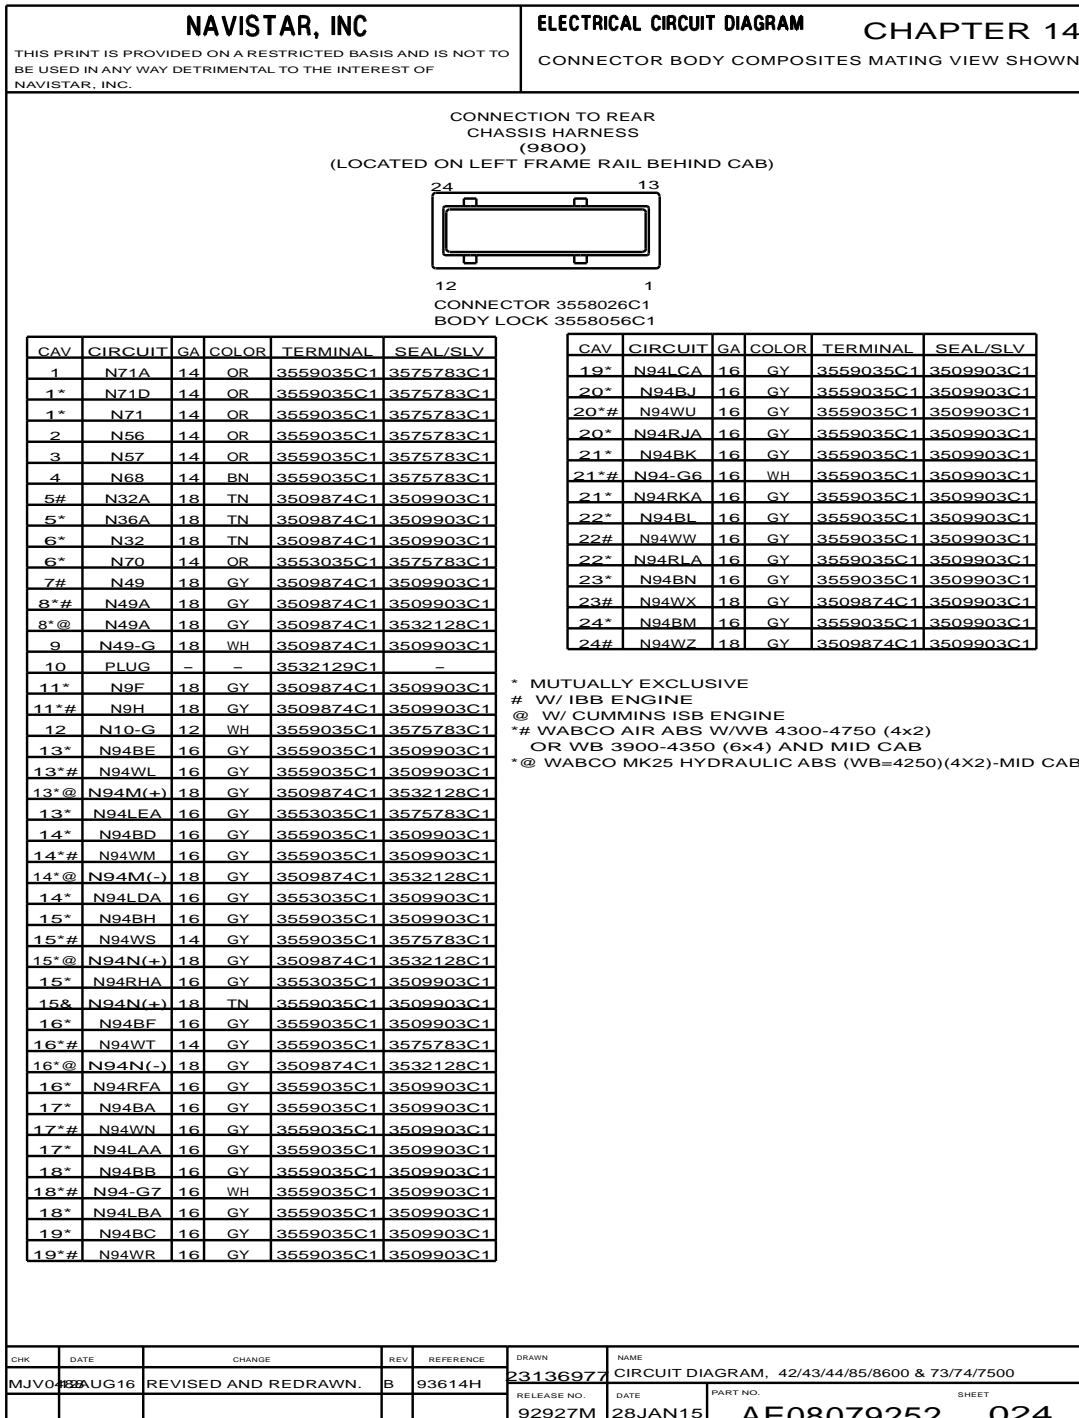 NAVISTAR, INC
THIS PRINT IS PROVIDED ON A RESTRICTED BASIS AND IS NOT TO
BE USED IN ANY WAY DETRIMENTAL TO THE INTEREST OF
NAVISTAR, INC.
ELECTRICAL CIRCUIT DIAGRAM CHAPTER 14
CONNECTOR BODY COMPOSITES MATING VIEW SHOWN
CONNECTION TO REAR
CHASSIS HARNESS
(9800)
(LOCATED ON LEFT FRAME RAIL BEHIND CAB)
24 13
12 1
CONNECTOR 3558026C1
BODY LOCK 3558056C1
CAV CIRCUIT GA COLOR TERMINAL SEAL/SLV
1 N71A 14 OR 3559035C1 3575783C1
1* N71D 14 OR 3559035C1 3575783C1
1* N71 14 OR 3559035C1 3575783C1
2 N56 14 OR 3559035C1 3575783C1
3 N57 14 OR 3559035C1 3575783C1
4 N68 14 BN 3559035C1 3575783C1
5# N32A 18 TN 3509874C1 3509903C1
5* N36A 18 TN 3509874C1 3509903C1
6* N32 18 TN 3509874C1 3509903C1
6* N70 14 OR 3553035C1 3575783C1
7# N49 18 GY 3509874C1 3509903C1
8*# N49A 18 GY 3509874C1 3509903C1
8*@ N49A 18 GY 3509874C1 3532128C1
9 N49-G 18 WH 3509874C1 3509903C1
10 PLUG – – 3532129C1 –
11* N9F 18 GY 3509874C1 3509903C1
11*# N9H 18 GY 3509874C1 3509903C1
12 N10-G 12 WH 3559035C1 3575783C1
13* N94BE 16 GY 3559035C1 3509903C1
13*# N94WL 16 GY 3559035C1 3509903C1
13*@ N94M(+) 18 GY 3509874C1 3532128C1
13* N94LEA 16 GY 3553035C1 3575783C1
14* N94BD 16 GY 3559035C1 3509903C1
14*# N94WM 16 GY 3559035C1 3509903C1
14*@ N94M(-) 18 GY 3509874C1 3532128C1
14* N94LDA 16 GY 3553035C1 3509903C1
15* N94BH 16 GY 3559035C1 3509903C1
15*# N94WS 14 GY 3559035C1 3575783C1
15*@ N94N(+) 18 GY 3509874C1 3532128C1
15* N94RHA 16 GY 3553035C1 3509903C1
15& N94N(+) 18 TN 3559035C1 3509903C1
16* N94BF 16 GY 3559035C1 3509903C1
16*# N94WT 14 GY 3559035C1 3575783C1
16*@ N94N(-) 18 GY 3509874C1 3532128C1
16* N94RFA 16 GY 3559035C1 3509903C1
17* N94BA 16 GY 3559035C1 3509903C1
17*# N94WN 16 GY 3559035C1 3509903C1
17* N94LAA 16 GY 3559035C1 3509903C1
18* N94BB 16 GY 3559035C1 3509903C1
18*# N94-G7 16 WH 3559035C1 3509903C1
18* N94LBA 16 GY 3559035C1 3509903C1
19* N94BC 16 GY 3559035C1 3509903C1
19*# N94WR 16 GY 3559035C1 3509903C1
CAV CIRCUIT GA COLOR TERMINAL SEAL/SLV
19* N94LCA 16 GY 3559035C1 3509903C1
20* N94BJ 16 GY 3559035C1 3509903C1
20*# N94WU 16 GY 3559035C1 3509903C1
20* N94RJA 16 GY 3559035C1 3509903C1
21* N94BK 16 GY 3559035C1 3509903C1
21*# N94-G6 16 WH 3559035C1 3509903C1
21* N94RKA 16 GY 3559035C1 3509903C1
22* N94BL 16 GY 3559035C1 3509903C1
22# N94WW 16 GY 3559035C1 3509903C1
22* N94RLA 16 GY 3559035C1 3509903C1
23* N94BN 16 GY 3559035C1 3509903C1
23# N94WX 18 GY 3509874C1 3509903C1
24* N94BM 16 GY 3559035C1 3509903C1
24# N94WZ 18 GY 3509874C1 3509903C1
* MUTUALLY EXCLUSIVE
# W/ IBB ENGINE
@ W/ CUMMINS ISB ENGINE
*# WABCO AIR ABS W/WB 4300-4750 (4x2)
OR WB 3900-4350 (6x4) AND MID CAB
*@ WABCO MK25 HYDRAULIC ABS (WB=4250)(4X2)-MID CAB
CHK DATE CHANGE REV REFERENCE
AUG16 REVISED AND REDRAWN. B 93614H
DRAWN NAME
23136977 CIRCUIT DIAGRAM, 42/43/44/85/8600 & 73/74/7500
RELEASE NO. DATE PART NO. SHEET
92927M 28JAN15 AE08079252 024